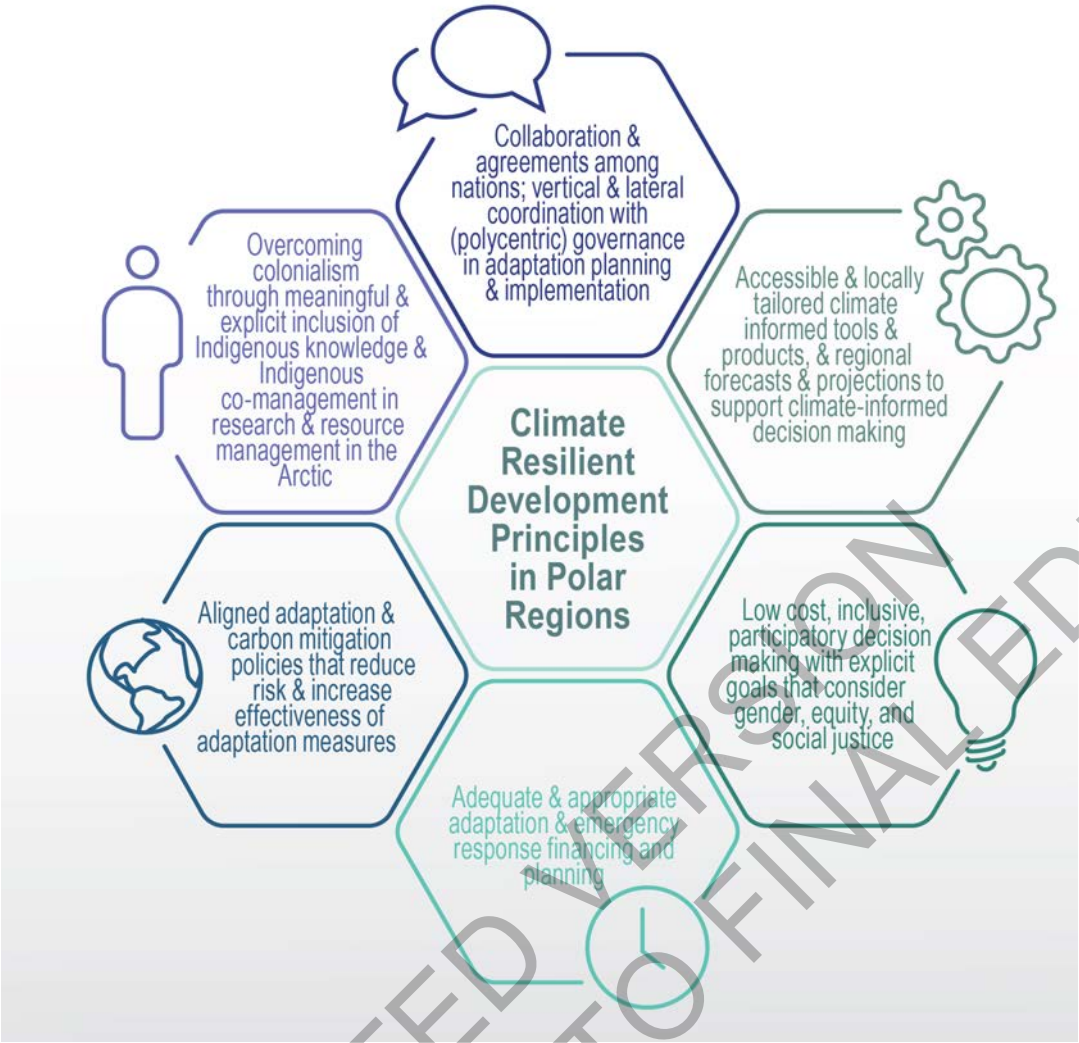 Collaboration &
agreements among
nations; vertical & lateral
coordination with
(polycentric) governance
in adaptation planning
& implementation
Overcoming
colonialism
through meaningful &
explicit inclusion of
Indigenous knowledge &
Indigenous
co-management in
research & resource
management in the
Arctic
Accessible & locally
tailored climate
informed tools &
products, & regional
forecasts & projections to
support climate-informed
decision making
Climate
Resilient
Development
Principles
in Polar
Regions
Aligned adaptation &
carbon mitigation
policies that reduce
risk & increase
effectiveness of
adaptation measures
Low cost, inclusive,
participatory decision
making with explicit
goals that consider
gender, equity, and
social justice
Adequate & appropriate
adaptation & emergency
response financing and
planning
VERSION
TO FINAL